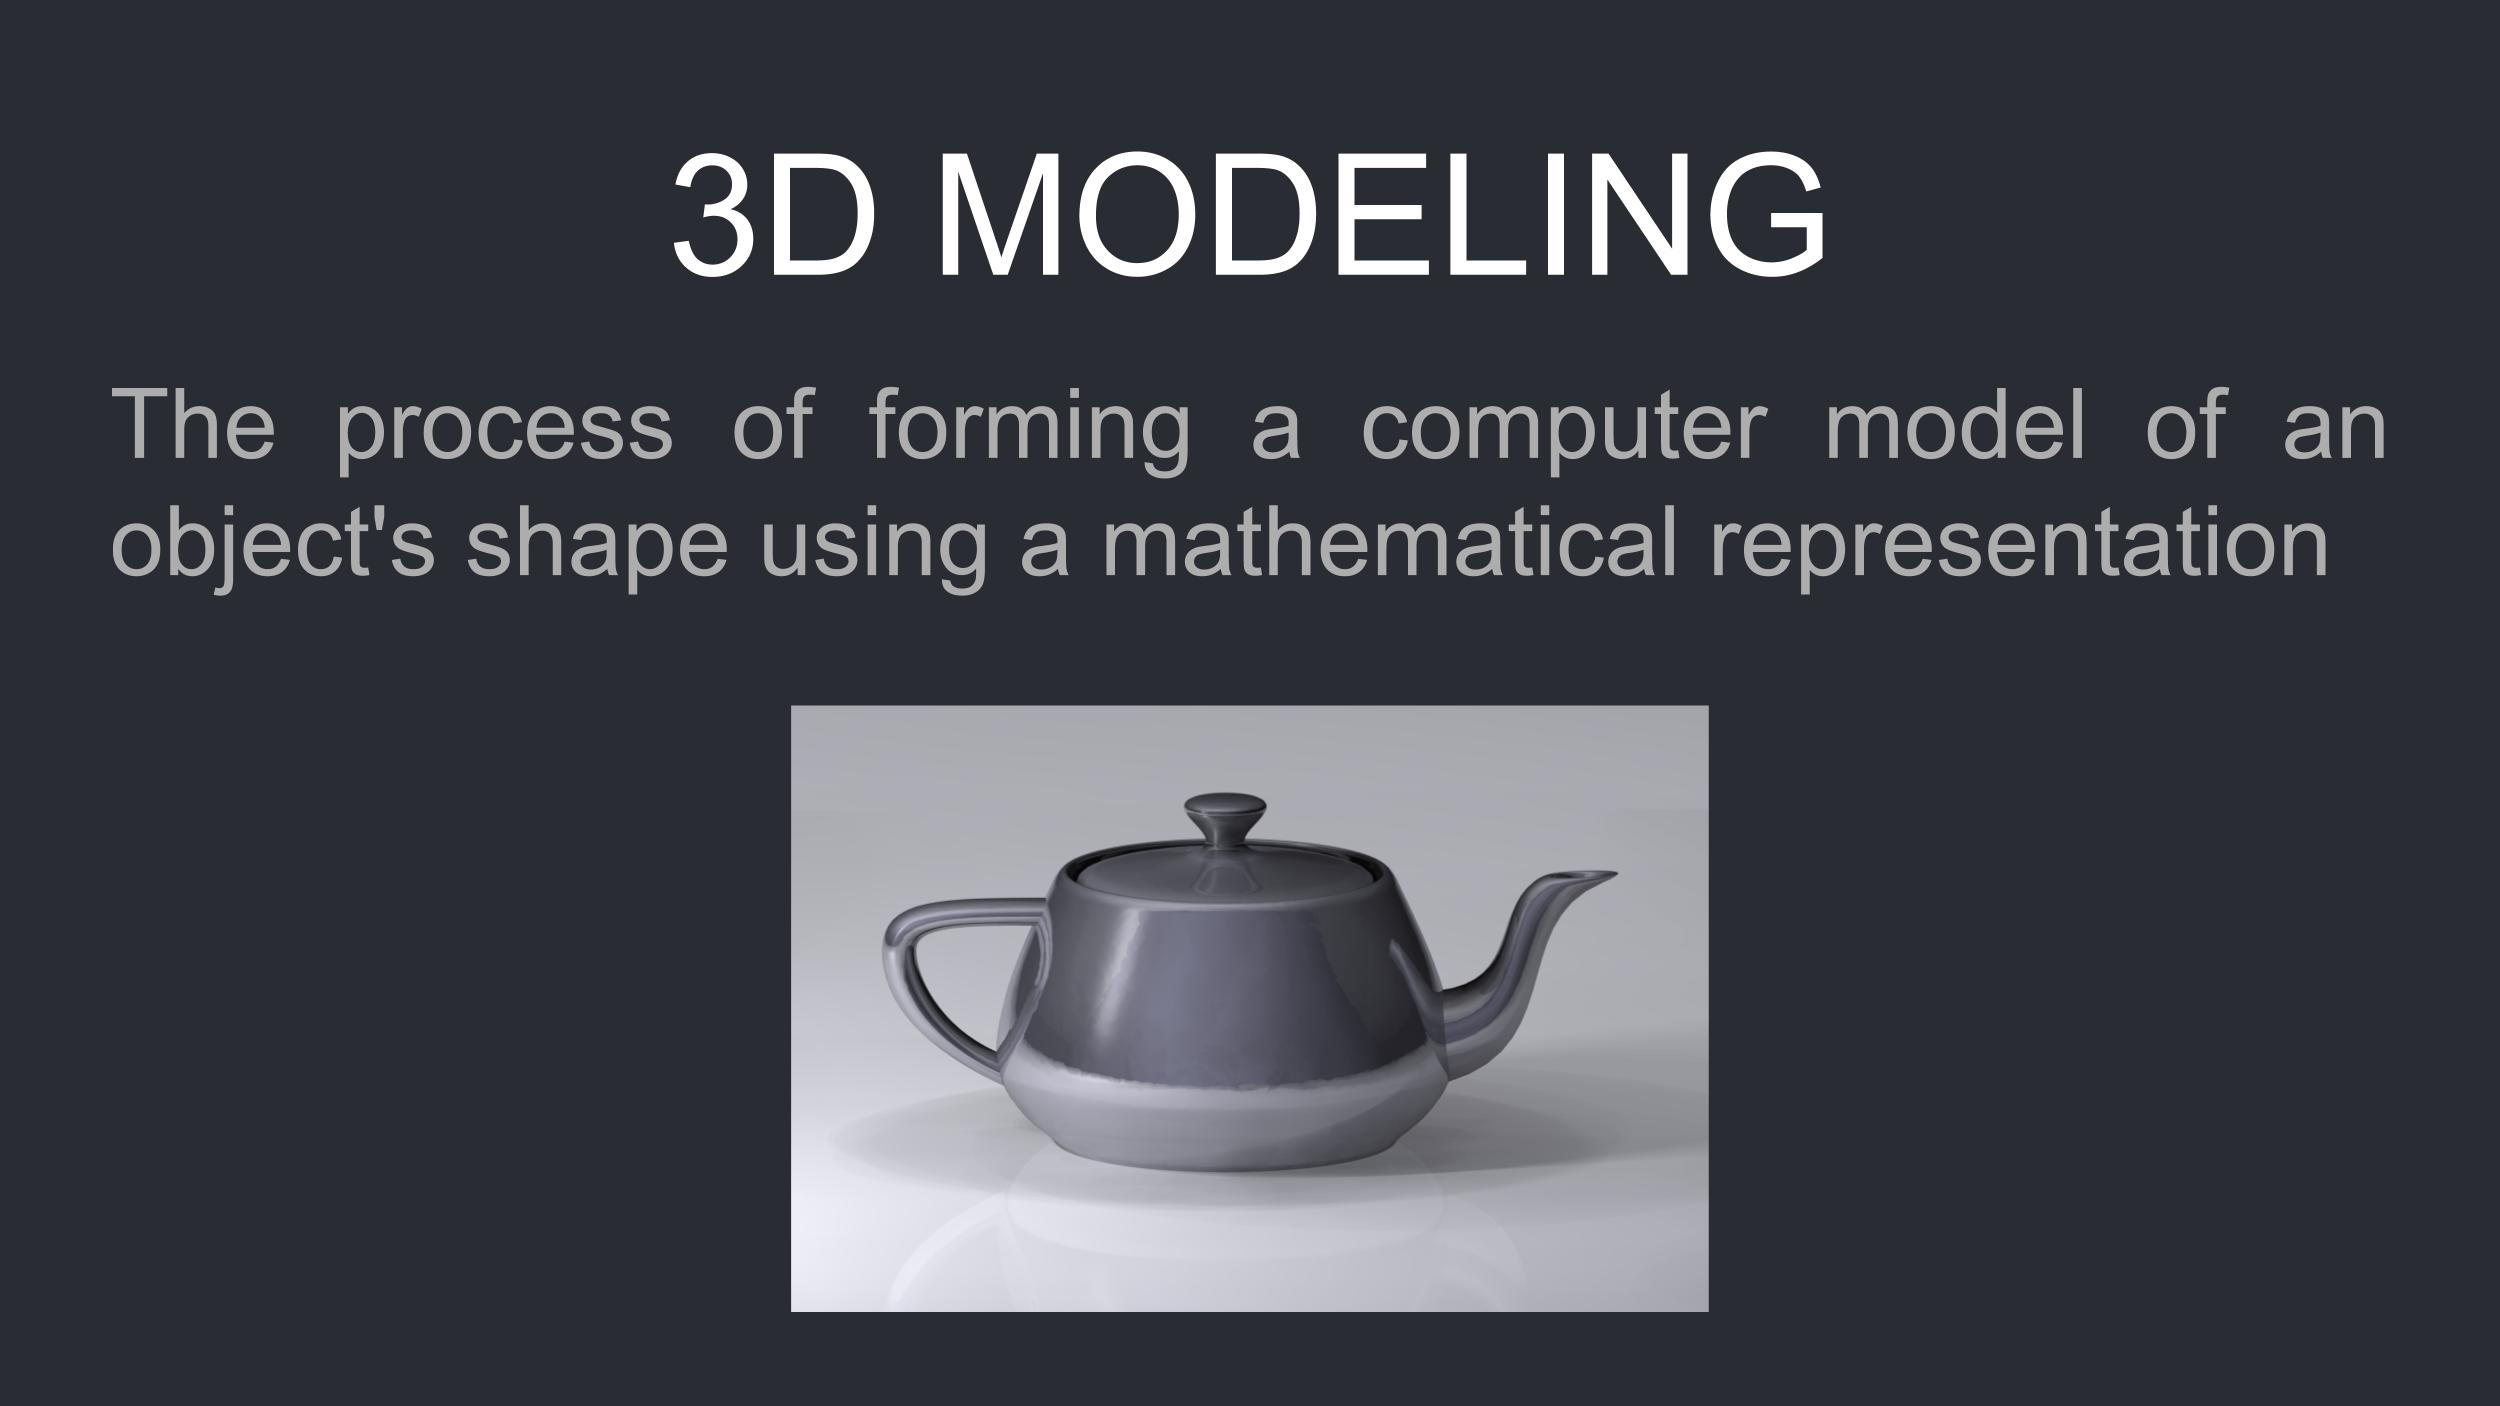 3D MODELING
The process of forming a computer model of an
object's shape using a mathematical representation